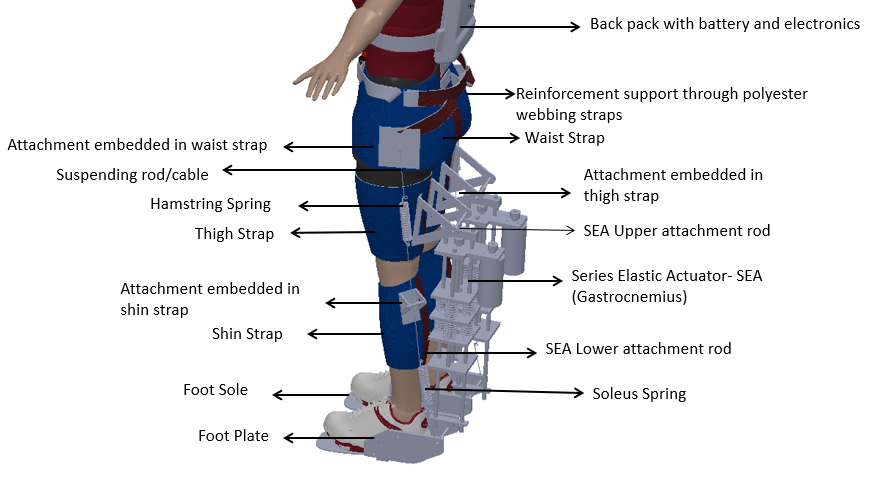 Back pack with battery and electronics
Reinforcement support through polyester
webbing straps
Waist Strap
Attachment embedded in waist strap
Suspending rod/cable
Attachment embedded in
thigh strap
Hamstring Spring
Thigh Strap
SEA Upper attachment rod
Series Elastic Actuator- SEA
(Gastrocnemius)
Attachment embedded in
shin strap
Shin Strap
SEA Lower attachment rod
Foot Sole
Soleus Spring
Foot Plate